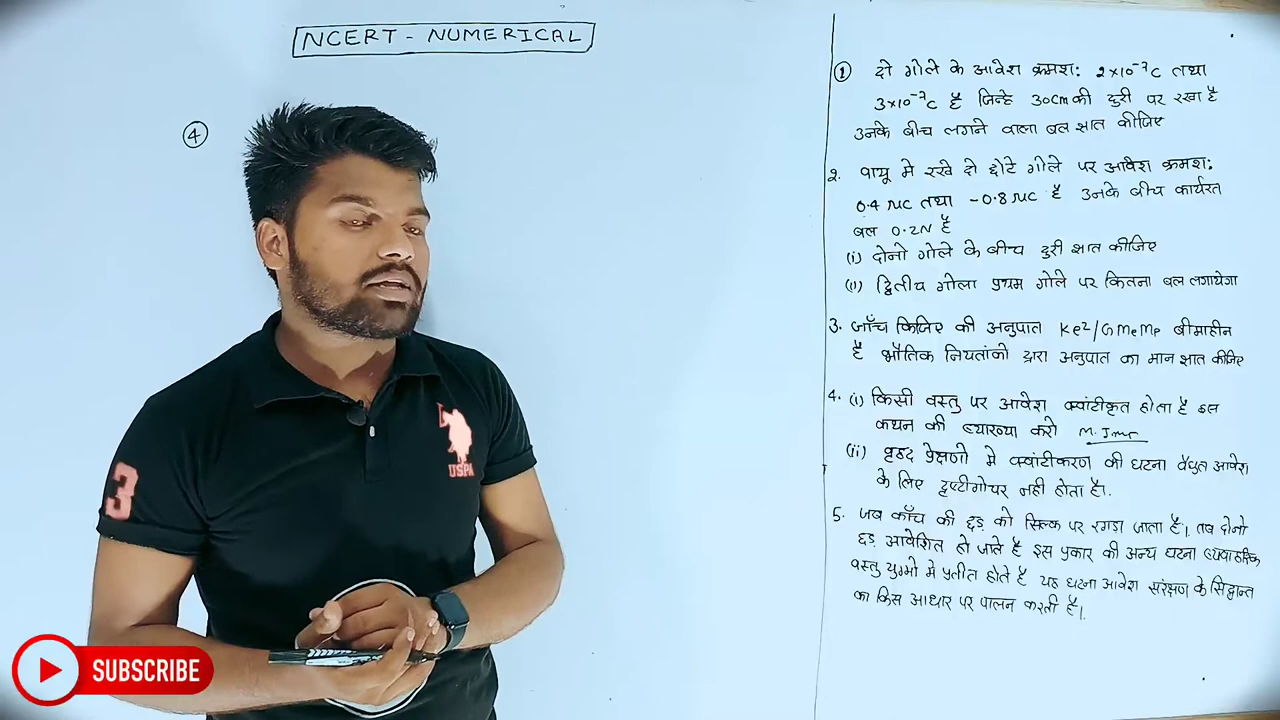 NCERT - NUMERICAL
④
① दो गोले के आवेश क्रमश: 2×10⁻⁷C तथा
3×10⁻⁷C है जिन्हे 30cm की दुरी पर रखा है
उनके बीच लगने वाला बल ज्ञात कीजिए
2. वायू मे रखे दो छोटे गोले पर आवेश क्रमश:
0.4 μC तथा -0.8 μC है उनके बीच कार्यरत
बल 0.2N है
(i) दोनो गोले के बीच दुरी ज्ञात कीजिए
(ii) द्वितीय गोला प्रथम गोले पर कितना बल लगायेगा
3. जाँच किजिए की अनुपात Ke²/GMeMp बीमाहीन
है भौतिक नियतांको द्वारा अनुपात का मान ज्ञात कीजिए
4. (i) किसी वस्तु पर आवेश क्वांटीकृत होता है इस
कथन की व्याख्या करो M. Imr
(ii) बृहद प्रेक्षणो मे क्वांटीकरण की घटना वैधुत आवेश
के लिए दृष्टीगोचर नही होता है।
5. जब काँच की छड़ को सिल्क पर रगडा जाता है। तब दोनो
छड़ आवेशित हो जाते है इस प्रकार की अन्य घटना
वस्तु युग्मो मे प्रतीत होते है यह घटना आवेश संरक्षण के सिद्वान्त
का किस आधार पर पालन करती है।
3
USPA
SUBSCRIBE